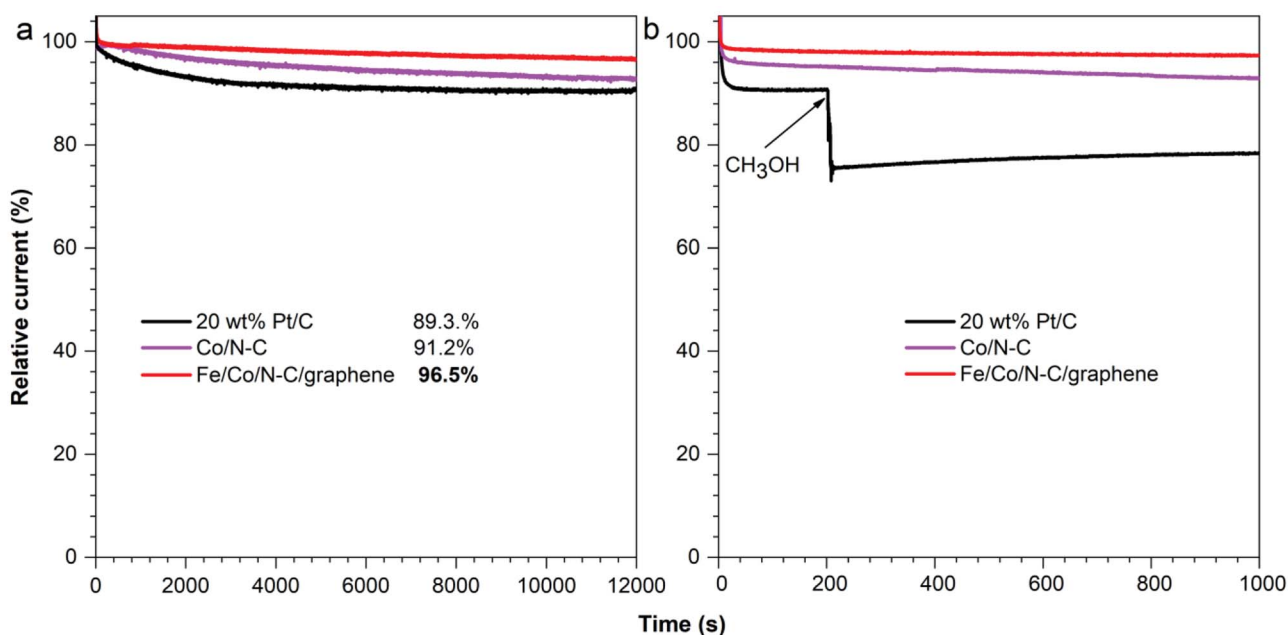 a
Relative current (%)
100
80
60
40
20
0
20 wt% Pt/C 89.3.%
Co/N-C 91.2%
Fe/Co/N-C/graphene 96.5%
0 2000 4000 6000 8000 10000 12000
b
100
80
60
40
20
0
CH₃OH
20 wt% Pt/C
Co/N-C
Fe/Co/N-C/graphene
0 200 400 600 800 1000
Time (s)